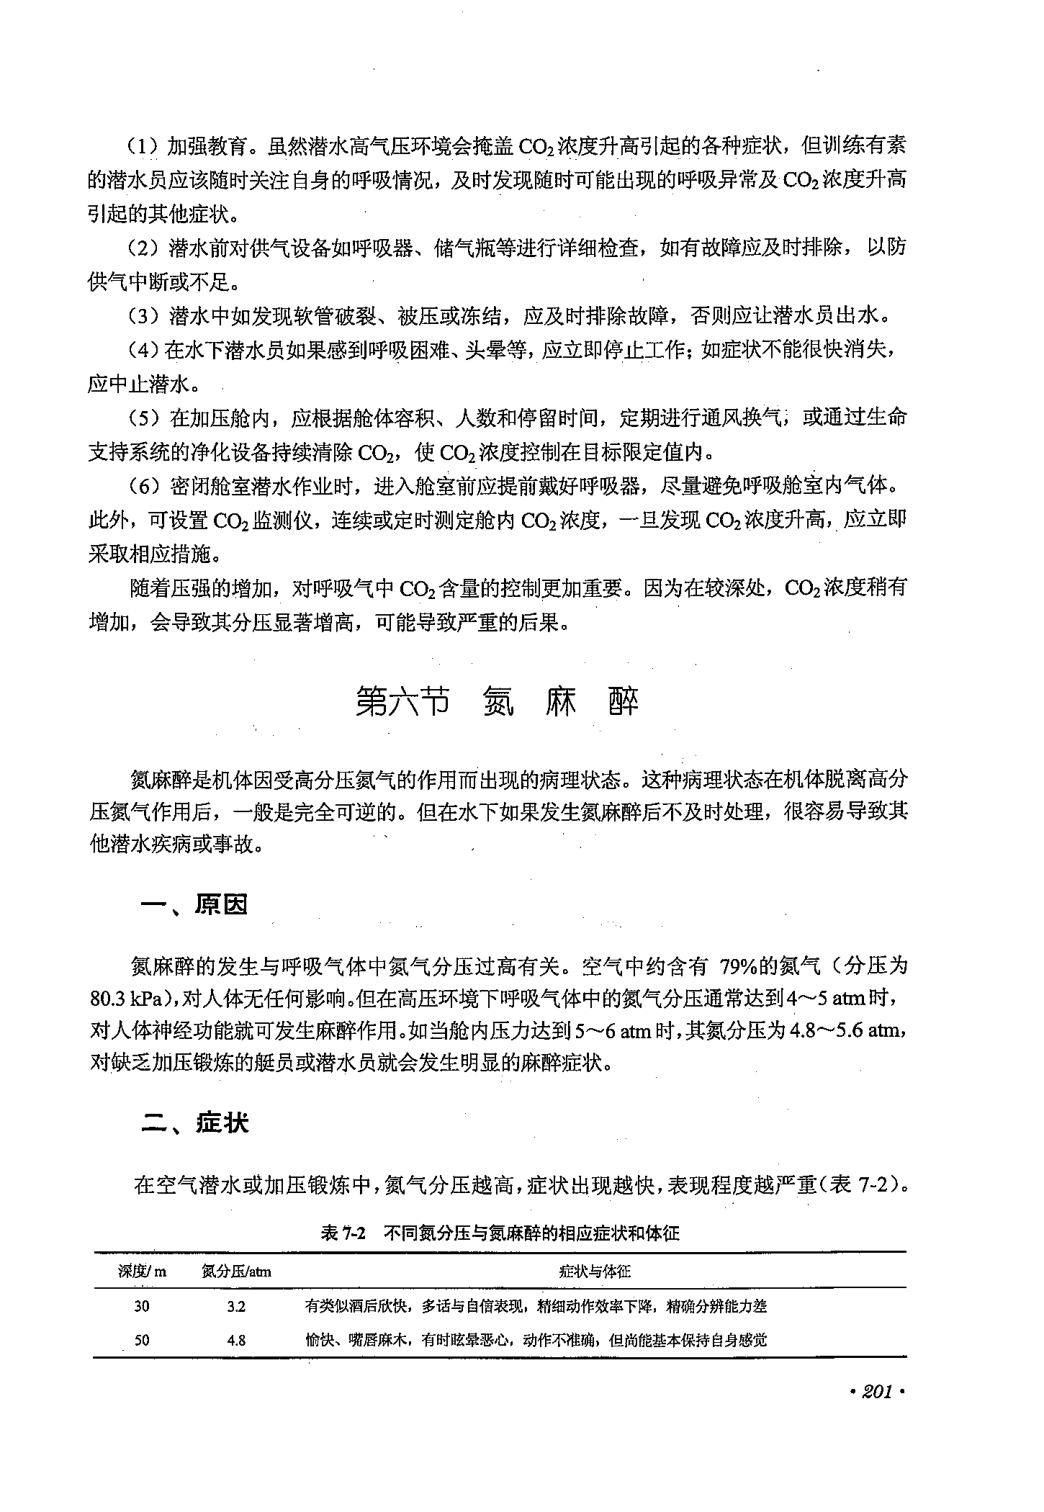 （1）加强教育。虽然潜水高气压环境会掩盖 CO₂浓度升高引起的各种症状，但训练有素
的潜水员应该随时关注自身的呼吸情况，及时发现随时可能出现的呼吸异常及 CO₂浓度升高
引起的其他症状。
（2）潜水前对供气设备如呼吸器、储气瓶等进行详细检查，如有故障应及时排除，以防
供气中断或不足。
（3）潜水中如发现软管破裂、被压或冻结，应及时排除故障，否则应让潜水员出水。
（4）在水下潜水员如果感到呼吸困难、头晕等，应立即停止工作；如症状不能很快消失，
应中止潜水。
（5）在加压舱内，应根据舱体容积、人数和停留时间，定期进行通风换气；或通过生命
支持系统的净化设备持续清除 CO₂，使 CO₂浓度控制在目标限定值内。
（6）密闭舱室潜水作业时，进入舱室前应提前戴好呼吸器，尽量避免呼吸舱室内气体。
此外，可设置 CO₂监测仪，连续或定时测定舱内 CO₂浓度，一旦发现 CO₂浓度升高，应立即
采取相应措施。
随着压强的增加，对呼吸气中 CO₂含量的控制更加重要。因为在较深处，CO₂浓度稍有
增加，会导致其分压显著增高，可能导致严重的后果。
第六节 氮 麻 醉
氮麻醉是机体因受高分压氮气的作用而出现的病理状态。这种病理状态在机体脱离高分
压氮气作用后，一般是完全可逆的。但在水下如果发生氮麻醉后不及时处理，很容易导致其
他潜水疾病或事故。
一、原因
氮麻醉的发生与呼吸气体中氮气分压过高有关。空气中约含有 79%的氮气（分压为
80.3 kPa），对人体无任何影响。但在高压环境下呼吸气体中的氮气分压通常达到4～5 atm时，
对人体神经功能就可发生麻醉作用。如当舱内压力达到5～6 atm时，其氮分压为4.8～5.6 atm，
对缺乏加压锻炼的艇员或潜水员就会发生明显的麻醉症状。
二、症状
在空气潜水或加压锻炼中，氮气分压越高，症状出现越快，表现程度越严重（表 7-2）。
表 7-2 不同氮分压与氮麻醉的相应症状和体征
深度/ m 氮分压/atm 症状与体征
30 3.2 有类似酒后欣快，多话与自信表现，精细动作效率下降，精确分辨能力差
50 4.8 愉快、嘴唇麻木，有时眩晕恶心，动作不准确，但尚能基本保持自身感觉
·201·